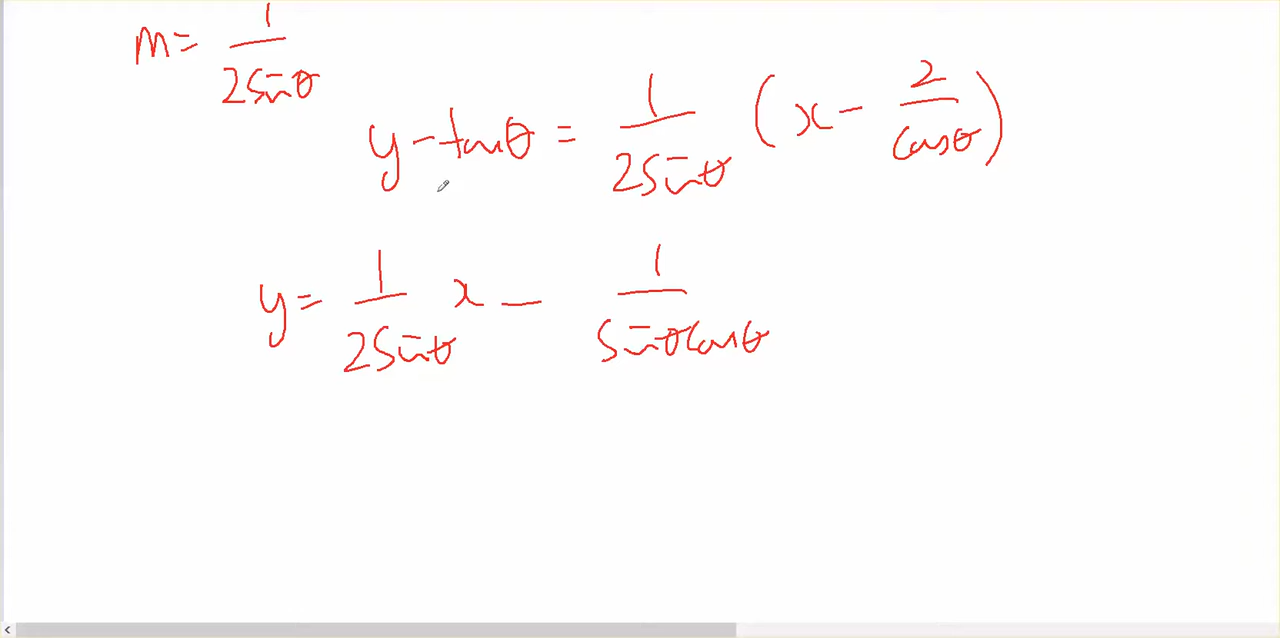 m = 1/(2sinθ)
y - tanθ = 1/(2sinθ) (x - 2/cosθ)
y = 1/(2sinθ) x - 1/(sinθcosθ)